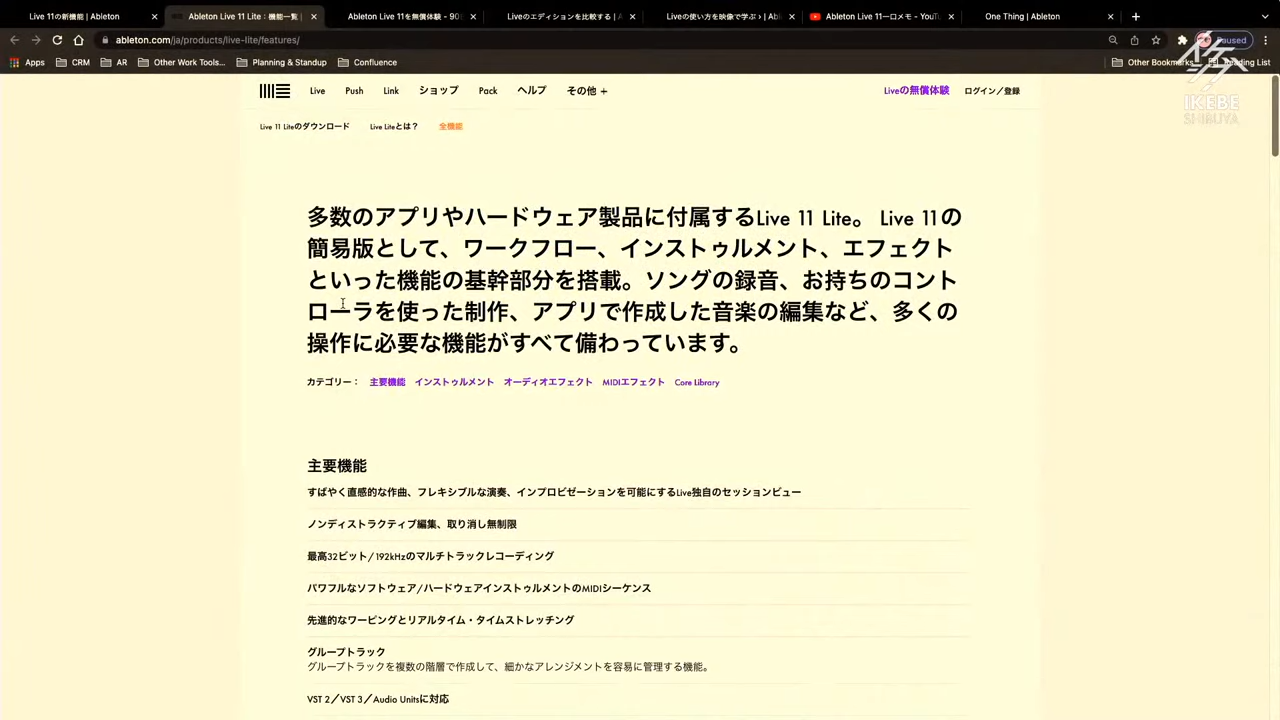 Live 11の新機能 | Ableton
Ableton Live 11 Lite：機能一覧 |
Ableton Live 11を無償体験 - 90
Liveのエディションを比較する | A
Liveの使い方を映像で学ぶ › | Abl
Ableton Live 11一口メモ - YouTu
One Thing | Ableton
ableton.com/ja/products/live-lite/features/
Paused
Apps
CRM
AR
Other Work Tools...
Planning & Standup
Confluence
Other Bookmarks
Reading List
IKEBE
SHIBUYA
Live
Push
Link
ショップ
Pack
ヘルプ
その他 +
Liveの無償体験
ログイン／登録
Live 11 Liteのダウンロード
Live Liteとは？
全機能
多数のアプリやハードウェア製品に付属するLive 11 Lite。 Live 11の
簡易版として、ワークフロー、インストゥルメント、エフェクト
といった機能の基幹部分を搭載。ソングの録音、お持ちのコント
ローラを使った制作、アプリで作成した音楽の編集など、多くの
操作に必要な機能がすべて備わっています。
カテゴリー： 主要機能 インストゥルメント オーディオエフェクト MIDIエフェクト Core Library
主要機能
すばやく直感的な作曲、フレキシブルな演奏、インプロビゼーションを可能にするLive独自のセッションビュー
ノンディストラクティブ編集、取り消し無制限
最高32ビット/192kHzのマルチトラックレコーディング
パワフルなソフトウェア/ハードウェアインストゥルメントのMIDIシーケンス
先進的なワーピングとリアルタイム・タイムストレッチング
グループトラック
グループトラックを複数の階層で作成して、細かなアレンジメントを容易に管理する機能。
VST 2／VST 3／Audio Unitsに対応